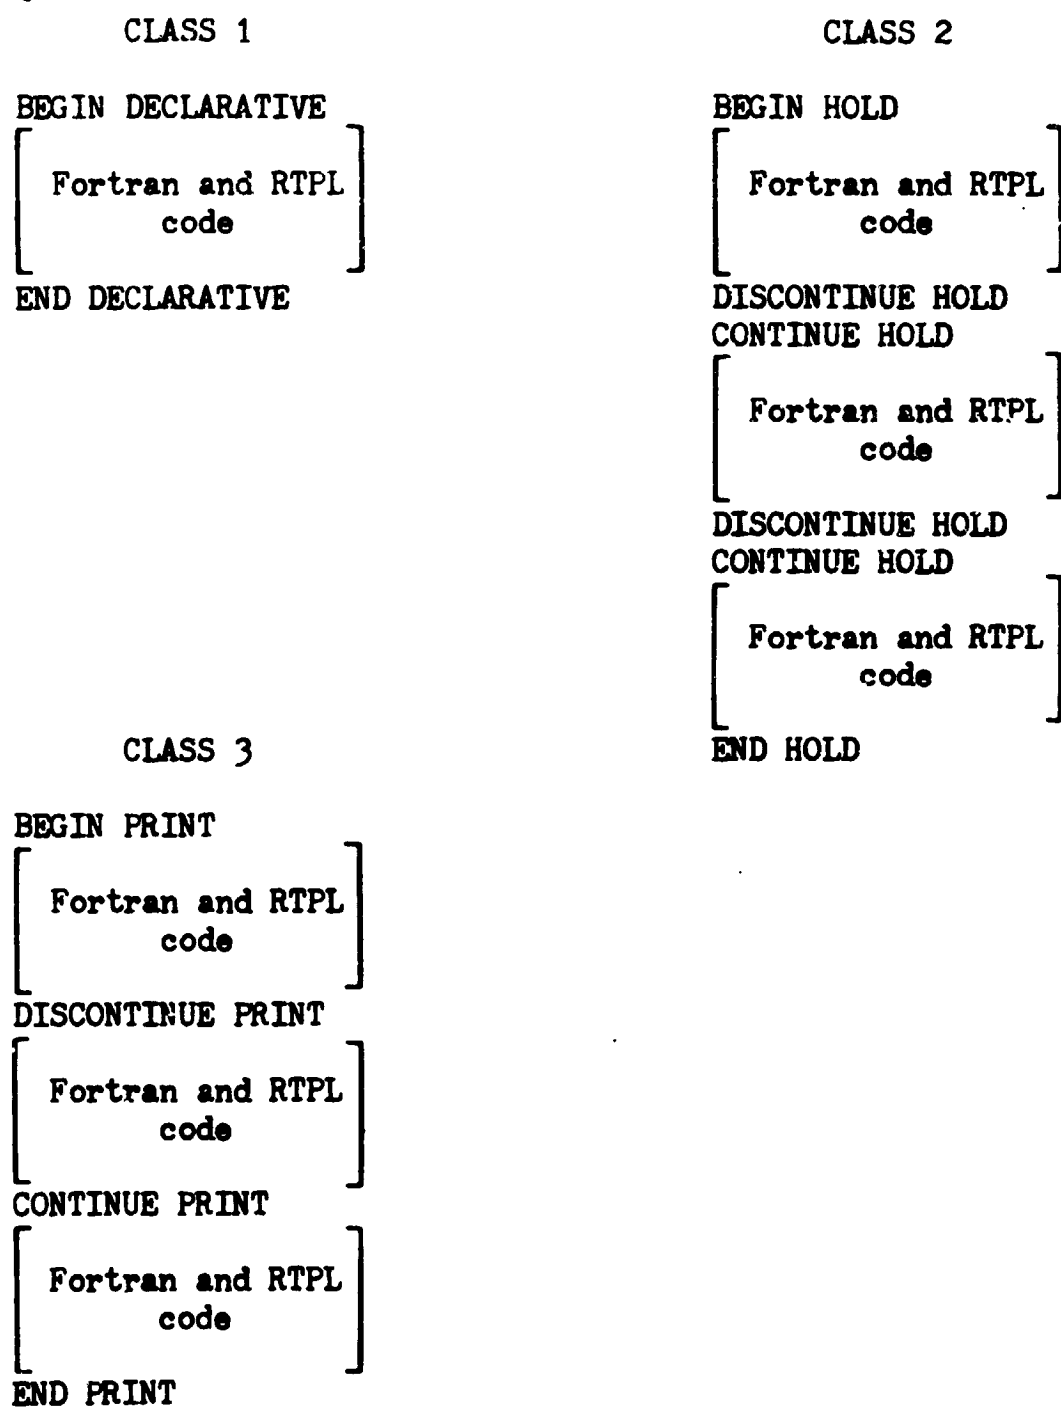 CLASS 1
BEGIN DECLARATIVE
Fortran and RTPL
code
END DECLARATIVE
CLASS 2
BEGIN HOLD
Fortran and RTPL
code
DISCONTINUE HOLD
CONTINUE HOLD
Fortran and RTPL
code
DISCONTINUE HOLD
CONTINUE HOLD
Fortran and RTPL
code
END HOLD
CLASS 3
BEGIN PRINT
Fortran and RTPL
code
DISCONTINUE PRINT
Fortran and RTPL
code
CONTINUE PRINT
Fortran and RTPL
code
END PRINT